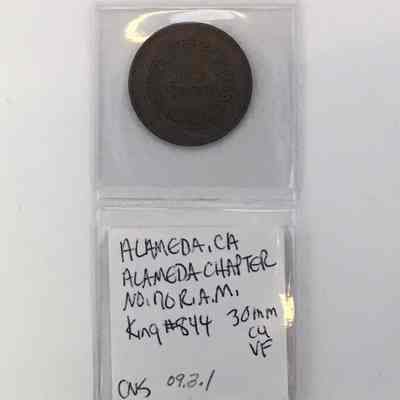 ALAMEDA, CA
ALAMEDA CHAPTER
NO. 70 R.A.M.
King #844 30mm
CU
VF
CNS 09.2.1